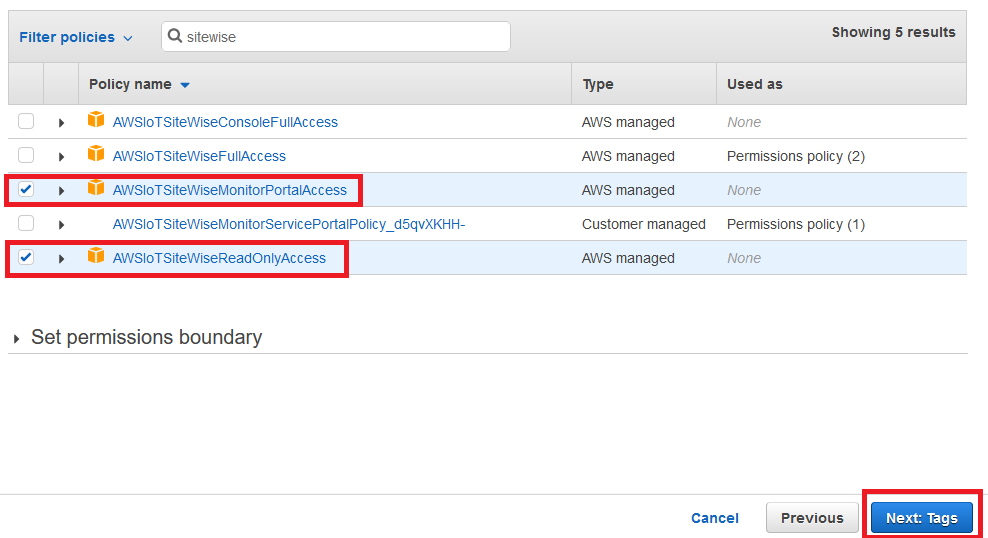 Filter policies
sitewise
Showing 5 results
Policy name Type Used as
AWSIoTSiteWiseConsoleFullAccess AWS managed None
AWSIoTSiteWiseFullAccess AWS managed Permissions policy (2)
AWSIoTSiteWiseMonitorPortalAccess AWS managed None
AWSIoTSiteWiseMonitorServicePortalPolicy_d5qvXKHH- Customer managed Permissions policy (1)
AWSIoTSiteWiseReadOnlyAccess AWS managed None
Set permissions boundary
Cancel Previous Next: Tags